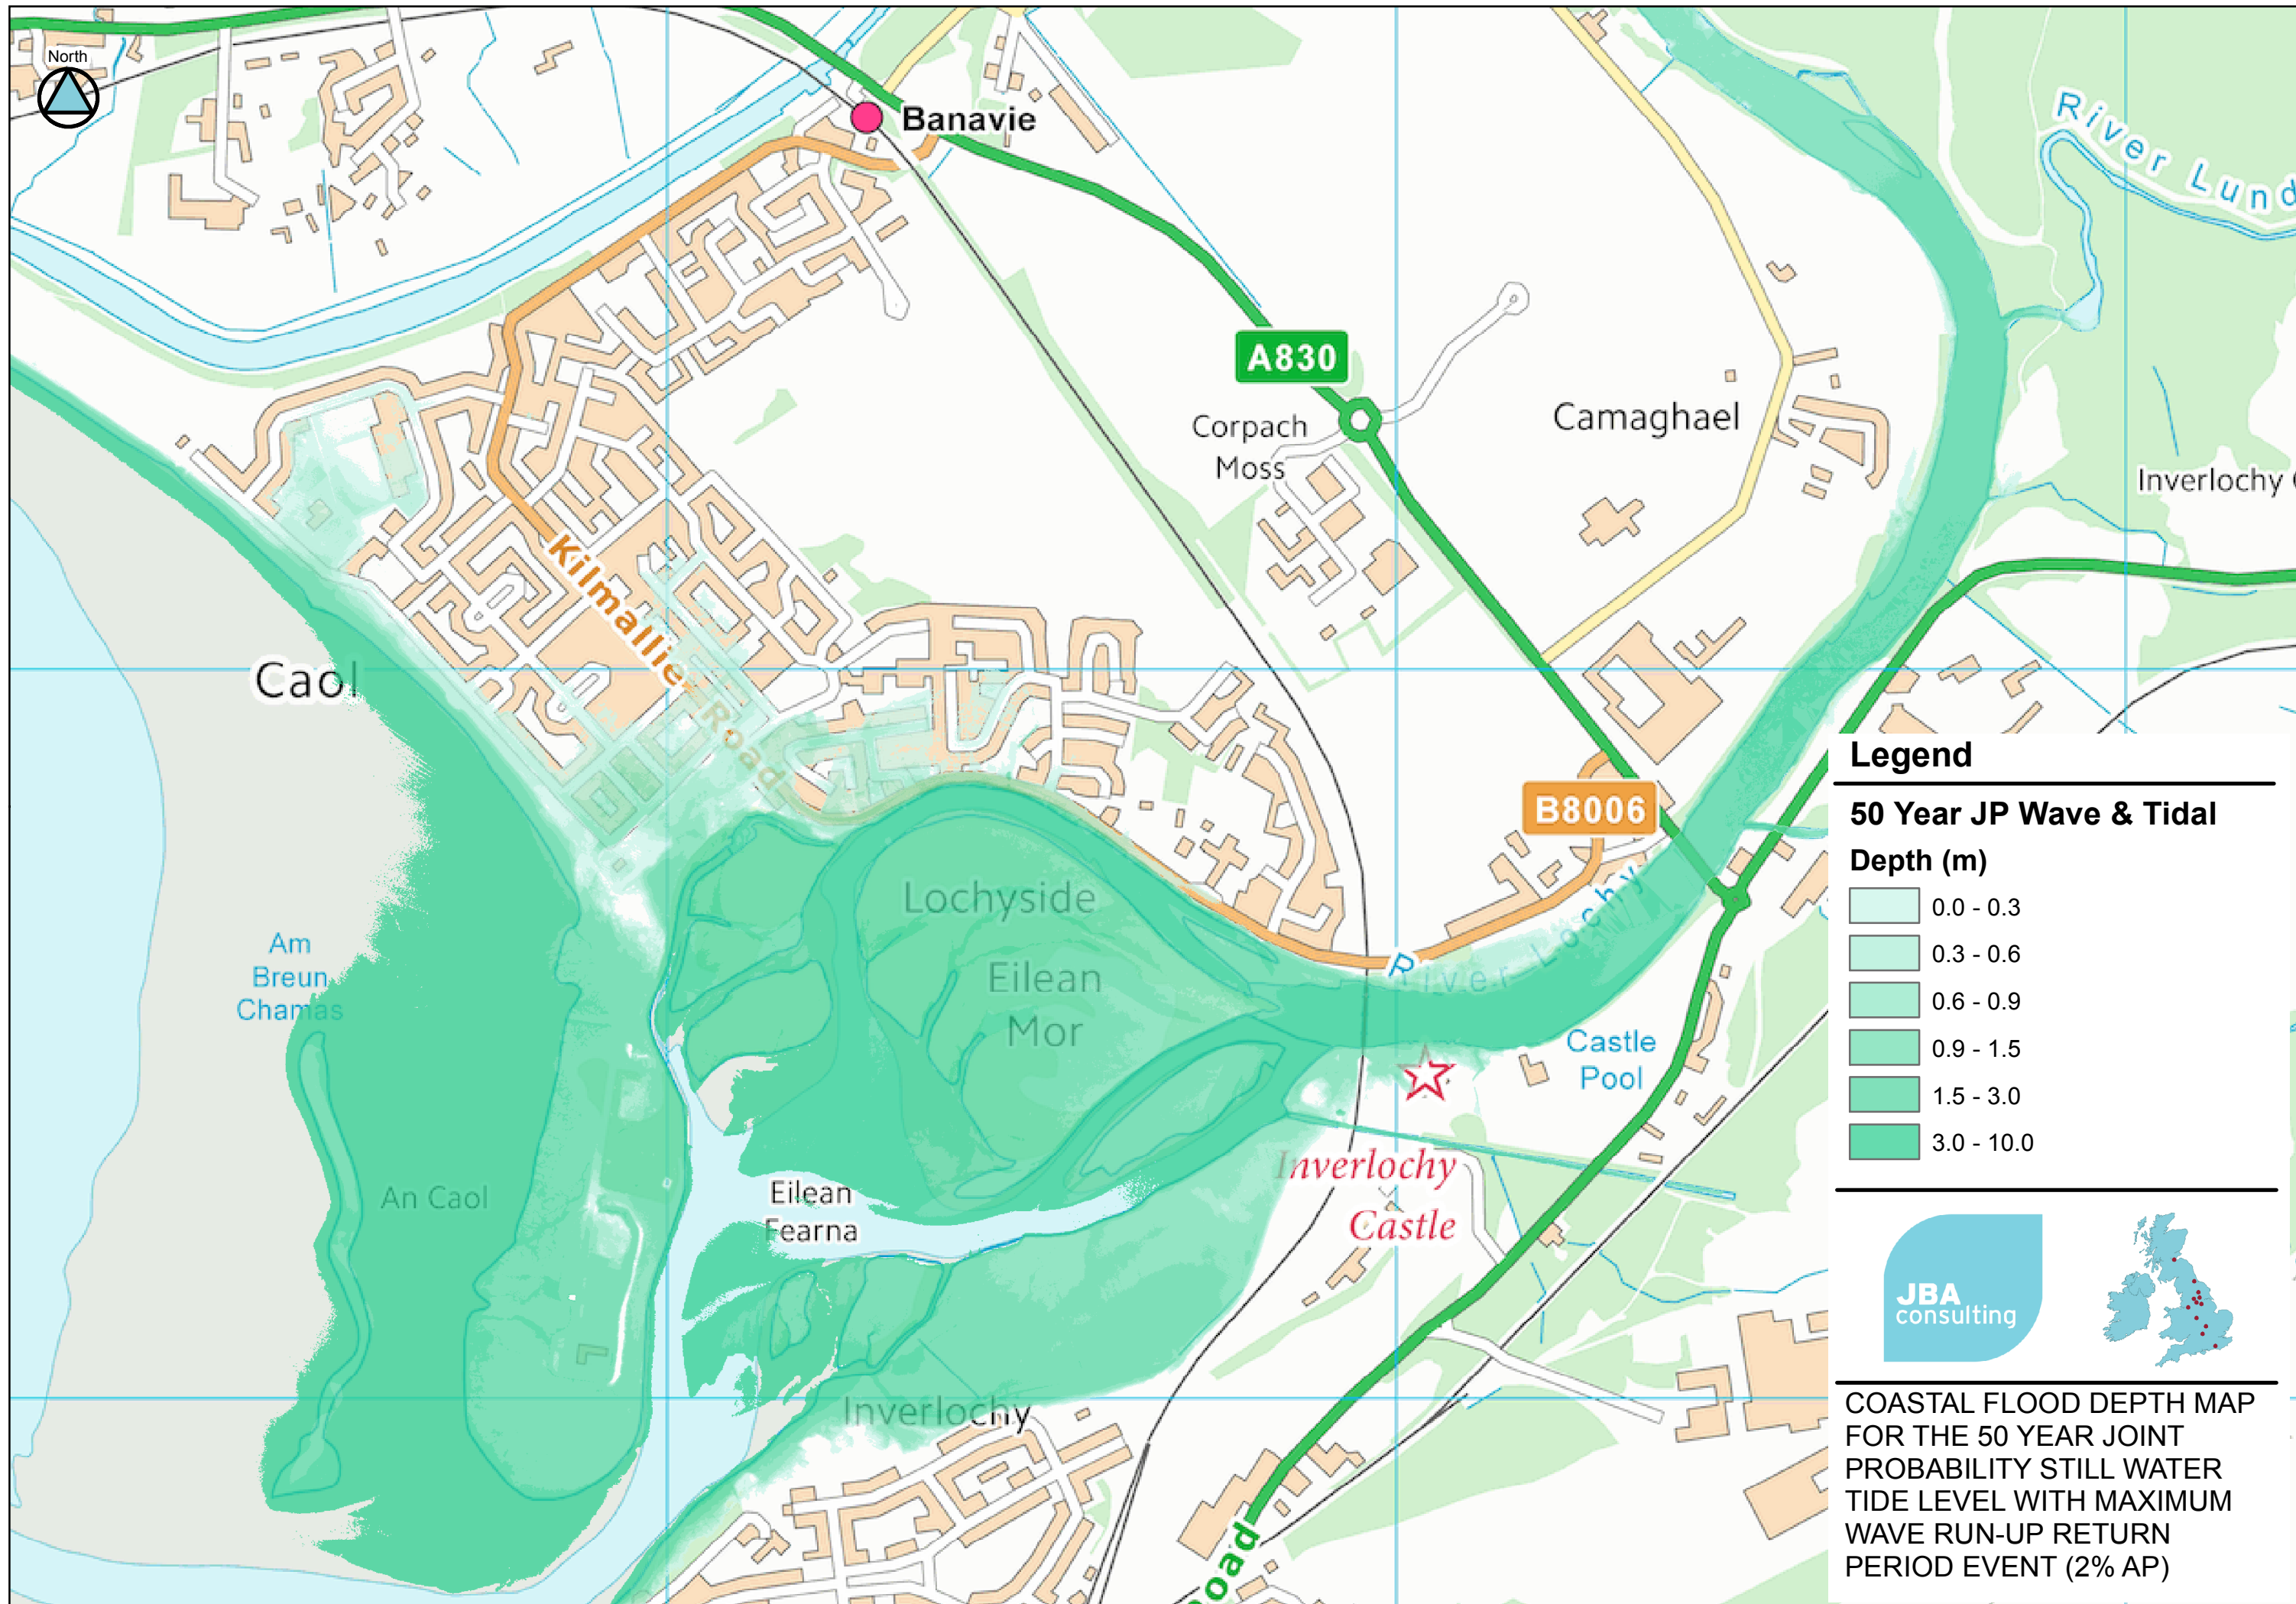 North
Banavie
River Lund
A830
Corpach
Moss
Camaghael
Inverlochy
Kilmallie Road
Caol
B8006
River Lochy
Lochyside
Eilean
Mor
Am
Breun
Chamas
Castle
Pool
An Caol
Eilean
Fearna
Inverlochy
Castle
Inverlochy
oad
Legend
50 Year JP Wave & Tidal
Depth (m)
0.0 - 0.3
0.3 - 0.6
0.6 - 0.9
0.9 - 1.5
1.5 - 3.0
3.0 - 10.0
JBA
consulting
COASTAL FLOOD DEPTH MAP
FOR THE 50 YEAR JOINT
PROBABILITY STILL WATER
TIDE LEVEL WITH MAXIMUM
WAVE RUN-UP RETURN
PERIOD EVENT (2% AP)